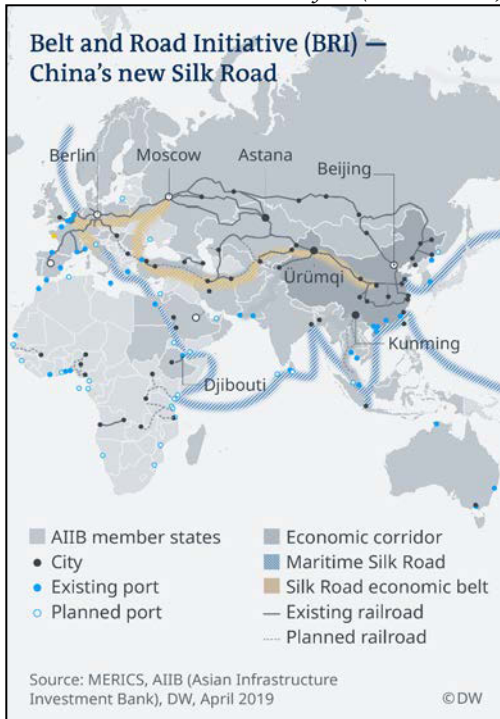 Belt and Road Initiative (BRI) —
China's new Silk Road
Berlin
Moscow
Astana
Beijing
Ürümqi
Kunming
Djibouti
AIIB member states
City
Existing port
Planned port
Economic corridor
Maritime Silk Road
Silk Road economic belt
Existing railroad
Planned railroad
Source: MERICS, AIIB (Asian Infrastructure
Investment Bank), DW, April 2019
©DW